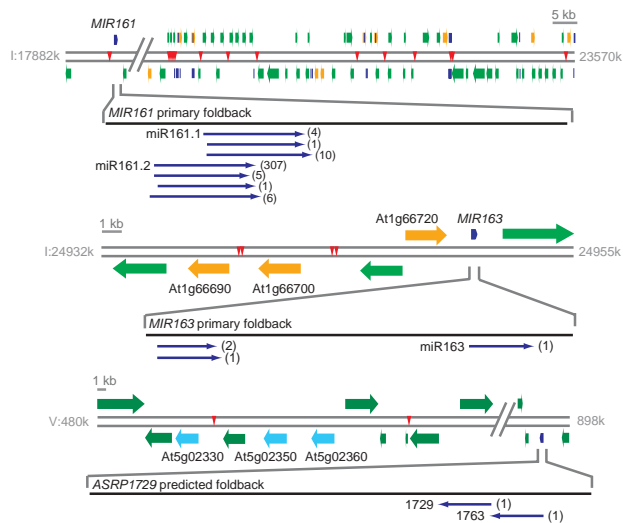 MIR161
5 kb
I:17882k
23570k
MIR161 primary foldback
miR161.1
(4)
(1)
(10)
miR161.2
(307)
(5)
(1)
(6)
1 kb
At1g66720
MIR163
I:24932k
24955k
At1g66690
At1g66700
MIR163 primary foldback
(2)
(1)
miR163
(1)
1 kb
V:480k
898k
At5g02330
At5g02350
At5g02360
ASRP1729 predicted foldback
1729
(1)
1763
(1)